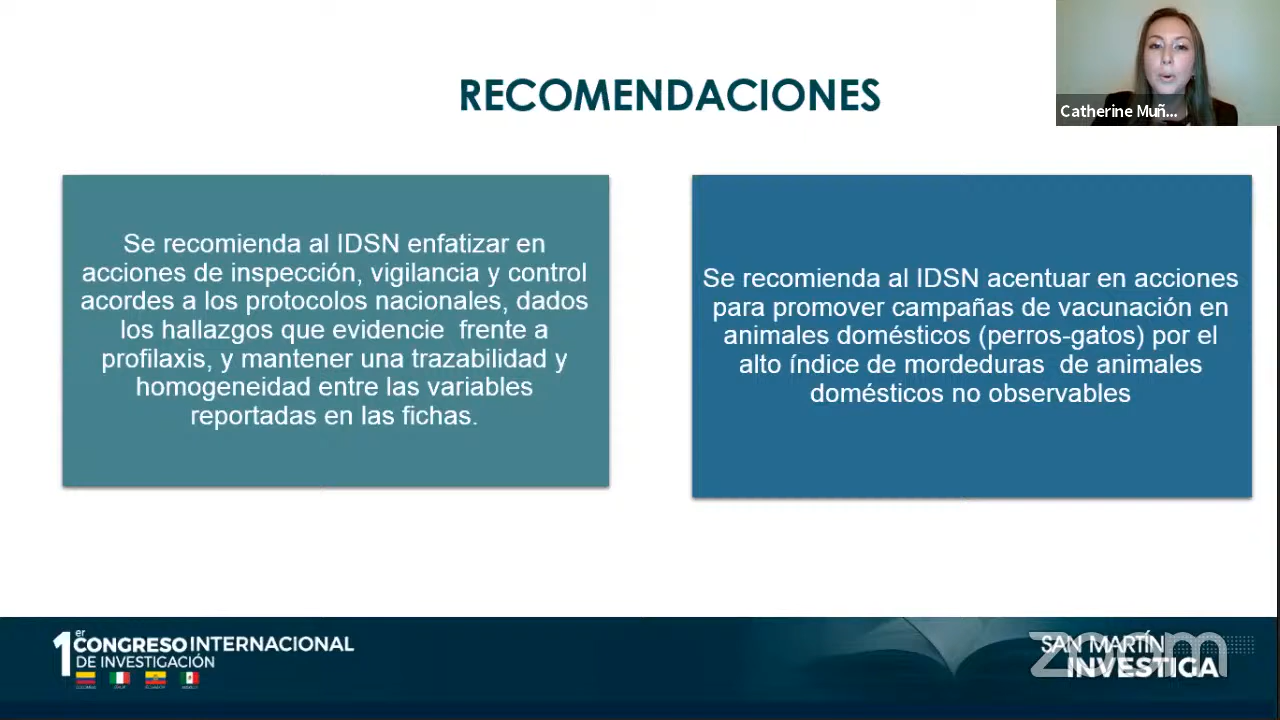 RECOMENDACIONES
Catherine Muñ...
Se recomienda al IDSN enfatizar en
acciones de inspección, vigilancia y control
acordes a los protocolos nacionales, dados
los hallazgos que evidencie frente a
profilaxis, y mantener una trazabilidad y
homogeneidad entre las variables
reportadas en las fichas.
Se recomienda al IDSN acentuar en acciones
para promover campañas de vacunación en
animales domésticos (perros-gatos) por el
alto índice de mordeduras de animales
domésticos no observables
1er CONGRESO INTERNACIONAL
DE INVESTIGACIÓN
SAN MARTÍN
INVESTIGA
zoom